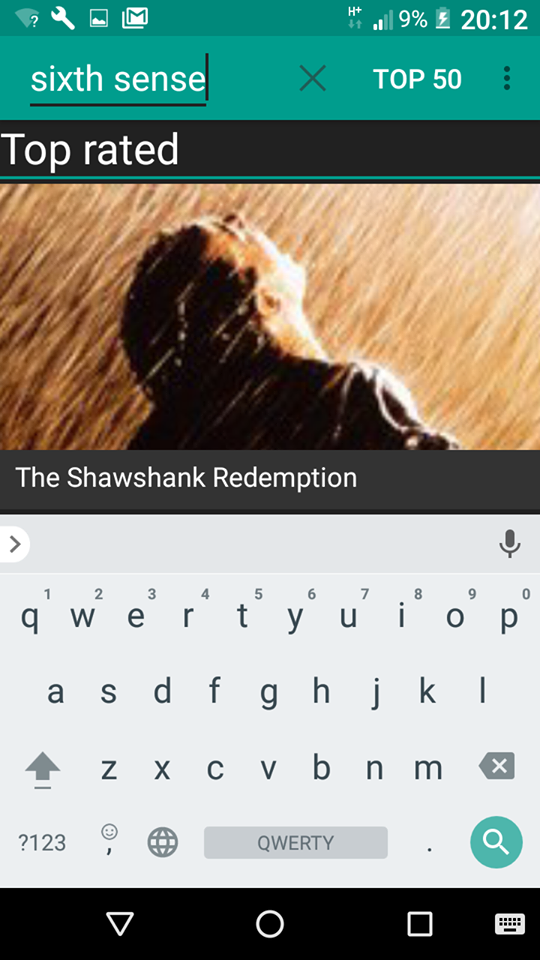 ? H+ 9% 20:12
sixth sense TOP 50
Top rated
The Shawshank Redemption
1 2 3 4 5 6 7 8 9 0
q w e r t y u i o p
a s d f g h j k l
z x c v b n m
?123 , QWERTY .